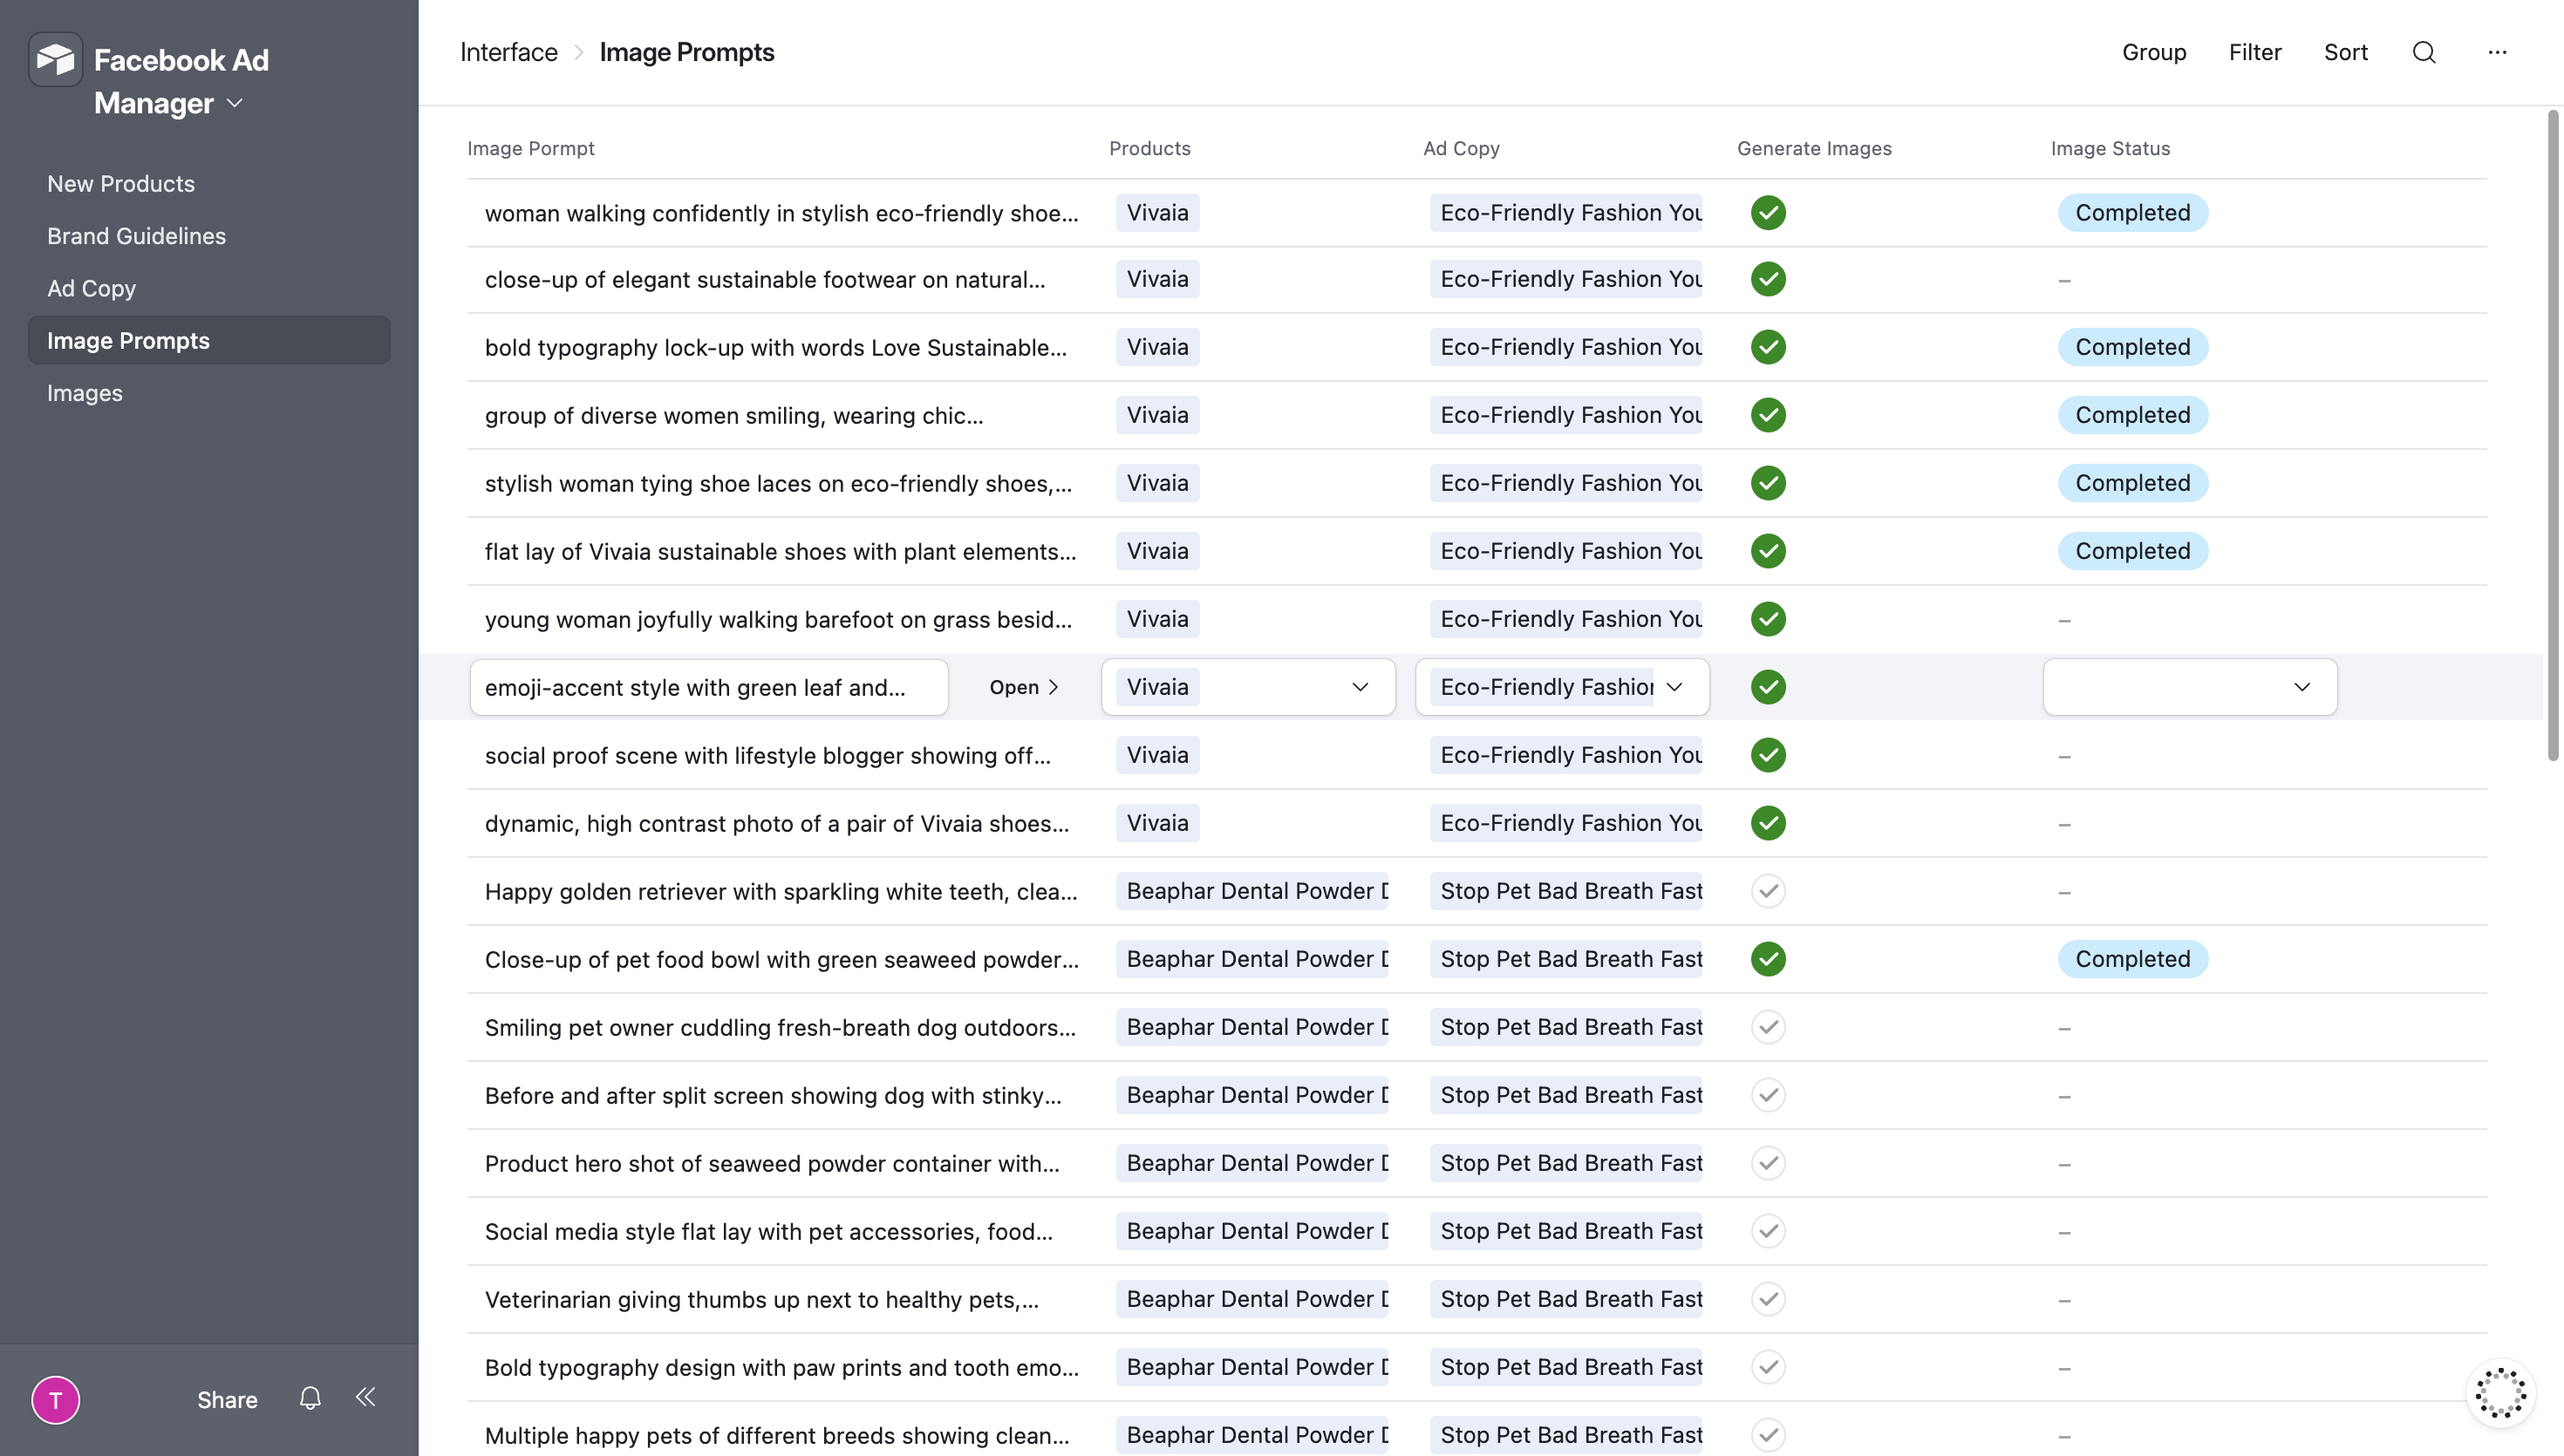 Facebook Ad
Manager
New Products
Brand Guidelines
Ad Copy
Image Prompts
Images
T
Share
Interface Image Prompts
Group Filter Sort
Image Pormpt Products Ad Copy Generate Images Image Status
woman walking confidently in stylish eco-friendly shoe... Vivaia Eco-Friendly Fashion You Completed
close-up of elegant sustainable footwear on natural... Vivaia Eco-Friendly Fashion You –
bold typography lock-up with words Love Sustainable... Vivaia Eco-Friendly Fashion You Completed
group of diverse women smiling, wearing chic... Vivaia Eco-Friendly Fashion You Completed
stylish woman tying shoe laces on eco-friendly shoes,... Vivaia Eco-Friendly Fashion You Completed
flat lay of Vivaia sustainable shoes with plant elements... Vivaia Eco-Friendly Fashion You Completed
young woman joyfully walking barefoot on grass besid... Vivaia Eco-Friendly Fashion You –
emoji-accent style with green leaf and... Open Vivaia Eco-Friendly Fashion
social proof scene with lifestyle blogger showing off... Vivaia Eco-Friendly Fashion You –
dynamic, high contrast photo of a pair of Vivaia shoes... Vivaia Eco-Friendly Fashion You –
Happy golden retriever with sparkling white teeth, clea... Beaphar Dental Powder D Stop Pet Bad Breath Fast –
Close-up of pet food bowl with green seaweed powder... Beaphar Dental Powder D Stop Pet Bad Breath Fast Completed
Smiling pet owner cuddling fresh-breath dog outdoors... Beaphar Dental Powder D Stop Pet Bad Breath Fast –
Before and after split screen showing dog with stinky... Beaphar Dental Powder D Stop Pet Bad Breath Fast –
Product hero shot of seaweed powder container with... Beaphar Dental Powder D Stop Pet Bad Breath Fast –
Social media style flat lay with pet accessories, food... Beaphar Dental Powder D Stop Pet Bad Breath Fast –
Veterinarian giving thumbs up next to healthy pets,... Beaphar Dental Powder D Stop Pet Bad Breath Fast –
Bold typography design with paw prints and tooth emo... Beaphar Dental Powder D Stop Pet Bad Breath Fast –
Multiple happy pets of different breeds showing clean... Beaphar Dental Powder D Stop Pet Bad Breath Fast –